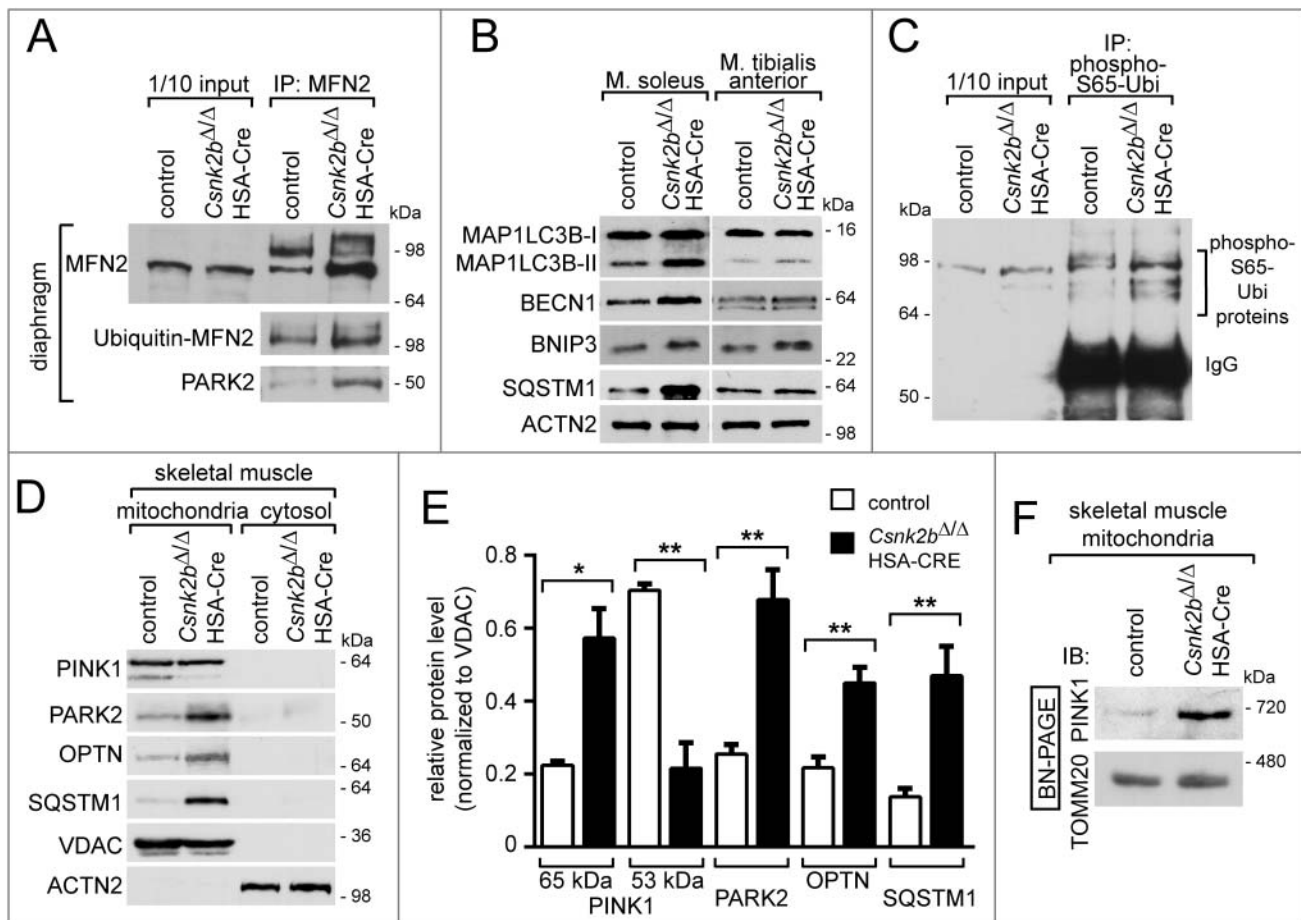 A
1/10 input
IP: MFN2
control
Csnk2bΔ/Δ
HSA-Cre
control
Csnk2bΔ/Δ
HSA-Cre
kDa
diaphragm
MFN2
- 98
- 64
Ubiquitin-MFN2
- 98
PARK2
- 50
B
M. soleus
M. tibialis
anterior
control
Csnk2bΔ/Δ
HSA-Cre
control
Csnk2bΔ/Δ
HSA-Cre
kDa
MAP1LC3B-I
- 16
MAP1LC3B-II
BECN1
- 64
BNIP3
- 22
SQSTM1
- 64
ACTN2
- 98
C
IP:
phospho-
S65-Ubi
1/10 input
control
Csnk2bΔ/Δ
HSA-Cre
control
Csnk2bΔ/Δ
HSA-Cre
kDa
98 -
64 -
50 -
phospho-
S65-
Ubi
proteins
IgG
D
skeletal muscle
mitochondria
cytosol
control
Csnk2bΔ/Δ
HSA-Cre
control
Csnk2bΔ/Δ
HSA-Cre
kDa
PINK1
- 64
PARK2
- 50
OPTN
- 64
SQSTM1
- 64
VDAC
- 36
ACTN2
- 98
E
control
Csnk2bΔ/Δ
HSA-CRE
relative protein level
(normalized to VDAC)
0.8
0.6
0.4
0.2
0
*
**
**
**
**
65 kDa
53 kDa
PINK1
PARK2
OPTN
SQSTM1
F
skeletal muscle
mitochondria
control
Csnk2bΔ/Δ
HSA-Cre
IB:
kDa
BN-PAGE
PINK1
- 720
TOMM20
- 480